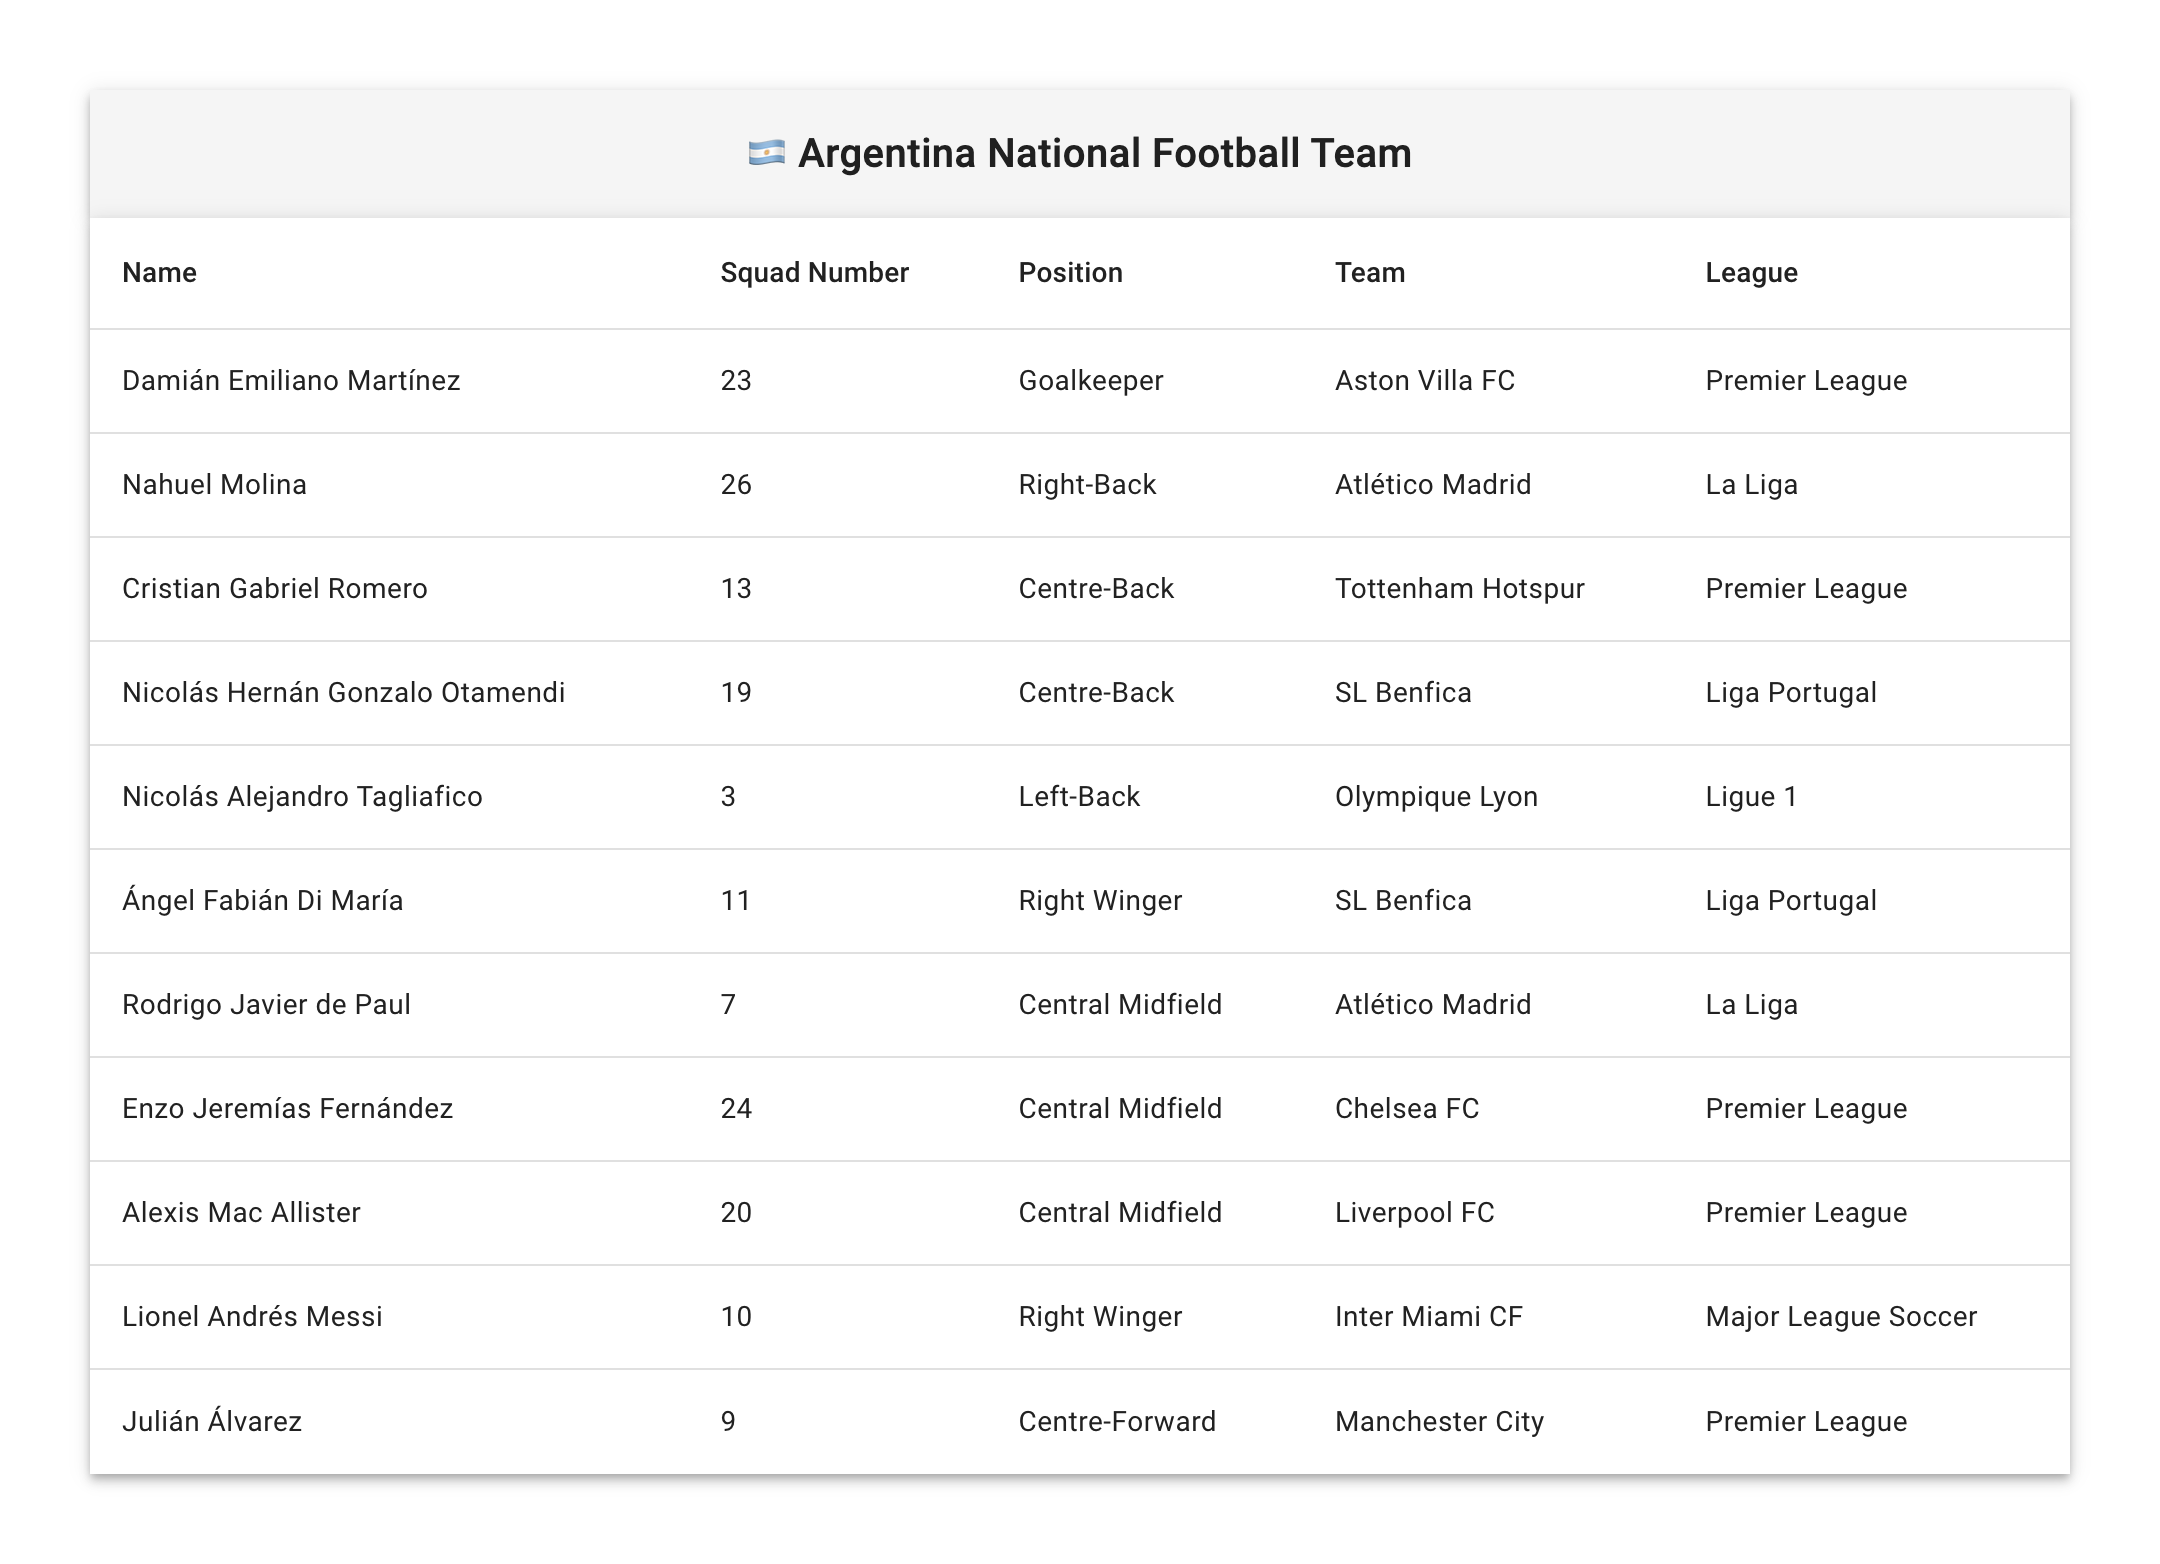 🇦🇷 Argentina National Football Team
Name Squad Number Position Team League
Damián Emiliano Martínez 23 Goalkeeper Aston Villa FC Premier League
Nahuel Molina 26 Right-Back Atlético Madrid La Liga
Cristian Gabriel Romero 13 Centre-Back Tottenham Hotspur Premier League
Nicolás Hernán Gonzalo Otamendi 19 Centre-Back SL Benfica Liga Portugal
Nicolás Alejandro Tagliafico 3 Left-Back Olympique Lyon Ligue 1
Ángel Fabián Di María 11 Right Winger SL Benfica Liga Portugal
Rodrigo Javier de Paul 7 Central Midfield Atlético Madrid La Liga
Enzo Jeremías Fernández 24 Central Midfield Chelsea FC Premier League
Alexis Mac Allister 20 Central Midfield Liverpool FC Premier League
Lionel Andrés Messi 10 Right Winger Inter Miami CF Major League Soccer
Julián Álvarez 9 Centre-Forward Manchester City Premier League